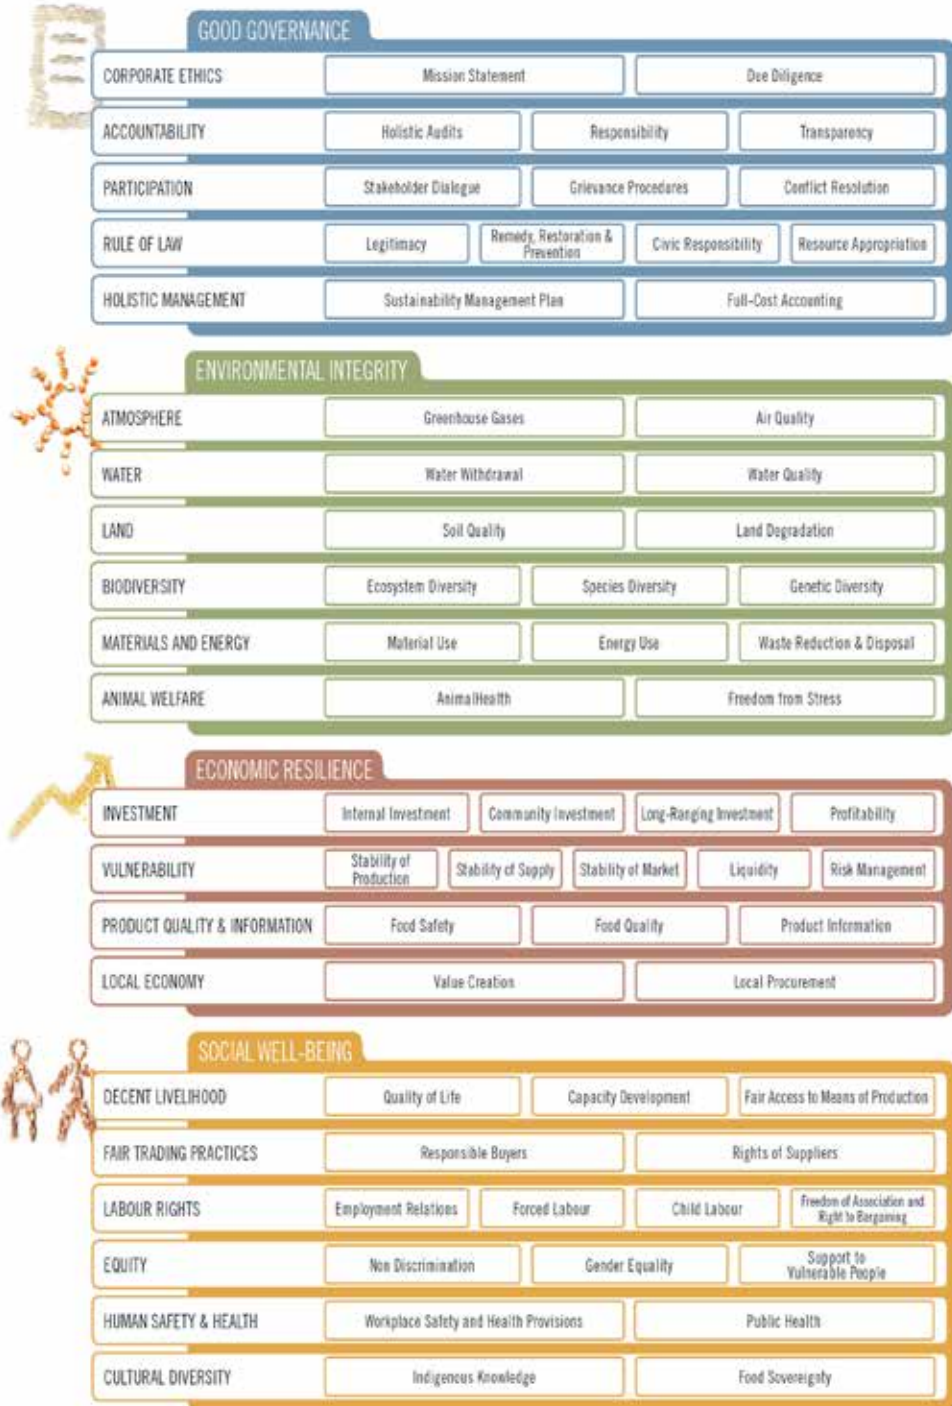 GOOD GOVERNANCE
CORPORATE ETHICS
Mission Statement
Due Diligence
ACCOUNTABILITY
Holistic Audits
Responsibility
Transparency
PARTICIPATION
Stakeholder Dialogue
Grievance Procedures
Conflict Resolution
RULE OF LAW
Legitimacy
Remedy, Restoration &
Prevention
Civic Responsibility
Resource Appropriation
HOLISTIC MANAGEMENT
Sustainability Management Plan
Full-Cost Accounting
ENVIRONMENTAL INTEGRITY
ATMOSPHERE
Greenhouse Gases
Air Quality
WATER
Water Withdrawal
Water Quality
LAND
Soil Quality
Land Degradation
BIODIVERSITY
Ecosystem Diversity
Species Diversity
Genetic Diversity
MATERIALS AND ENERGY
Material Use
Energy Use
Waste Reduction & Disposal
ANIMAL WELFARE
AnimalHealth
Freedom from Stress
ECONOMIC RESILIENCE
INVESTMENT
Internal Investment
Community Investment
Long-Ranging Investment
Profitability
VULNERABILITY
Stability of
Production
Stability of Supply
Stability of Market
Liquidity
Risk Management
PRODUCT QUALITY & INFORMATION
Food Safety
Food Quality
Product Information
LOCAL ECONOMY
Value Creation
Local Procurement
SOCIAL WELL-BEING
DECENT LIVELIHOOD
Quality of Life
Capacity Development
Fair Access to Means of Production
FAIR TRADING PRACTICES
Responsible Buyers
Rights of Suppliers
LABOUR RIGHTS
Employment Relations
Forced Labour
Child Labour
Freedom of Association and
Right to Bargaining
EQUITY
Non Discrimination
Gender Equality
Support to
Vulnerable People
HUMAN SAFETY & HEALTH
Workplace Safety and Health Provisions
Public Health
CULTURAL DIVERSITY
Indigenous Knowledge
Food Sovereignty